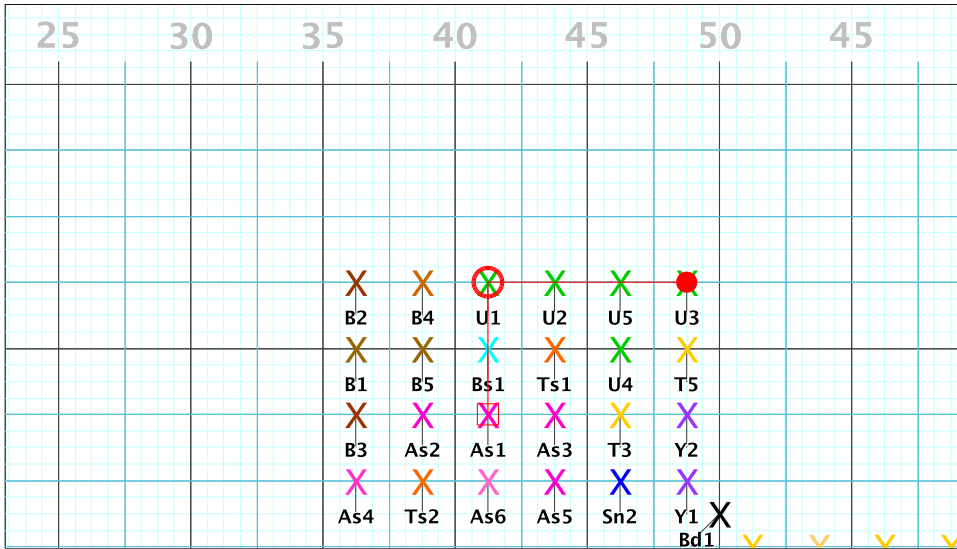 25 30 35 40 45 50 45
B2 B4 U1 U2 U5 U3
B1 B5 Bs1 Ts1 U4 T5
B3 As2 As1 As3 T3 Y2
As4 Ts2 As6 As5 Sn2 Y1
Bd1